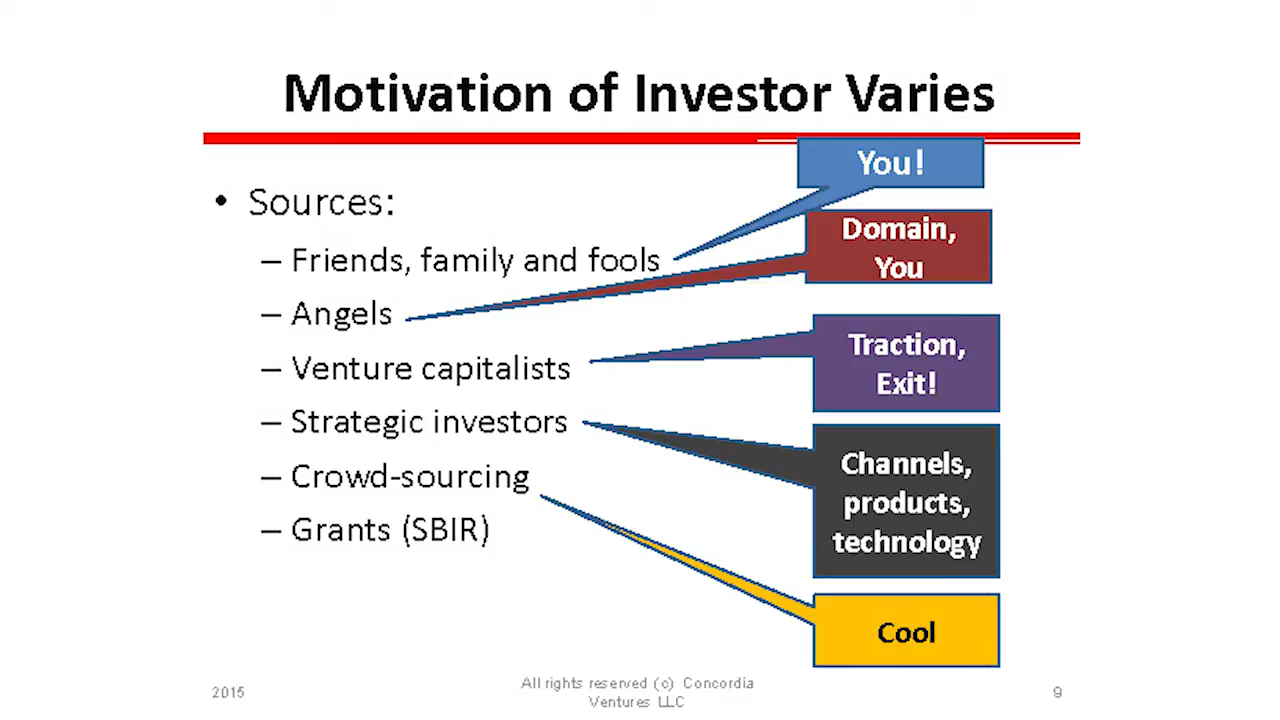 Motivation of Investor Varies
• Sources:
– Friends, family and fools
– Angels
– Venture capitalists
– Strategic investors
– Crowd-sourcing
– Grants (SBIR)
You!
Domain,
You
Traction,
Exit!
Channels,
products,
technology
Cool
2015
All rights reserved (c) Concordia
Ventures LLC
9